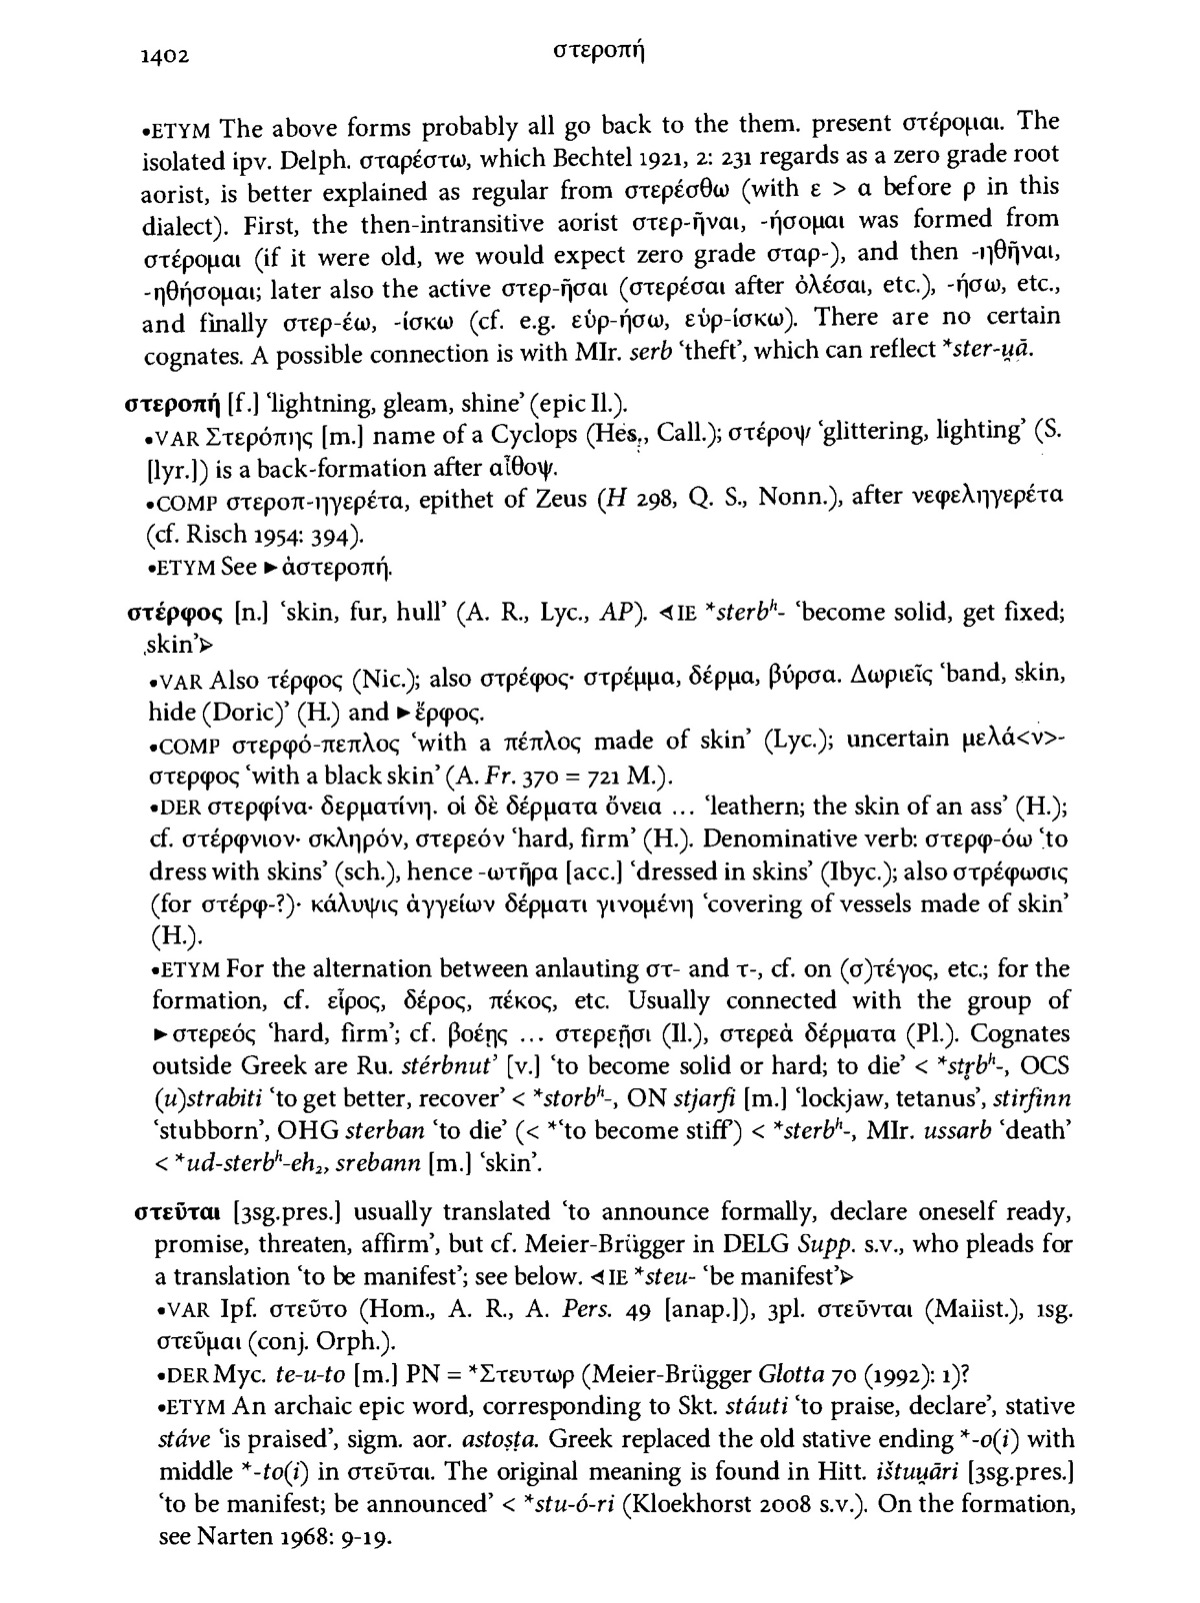 1402
στεροπή
•ETYM The above forms probably all go back to the them. present στέρομαι. The
isolated ipv. Delph. σταρέστω, which Bechtel 1921, 2: 231 regards as a zero grade root
aorist, is better explained as regular from στερέσθω (with ε > α before ρ in this
dialect). First, the then-intransitive aorist στερ-ῆναι, -ήσομαι was formed from
στέρομαι (if it were old, we would expect zero grade σταρ-), and then -ηθῆναι,
-ηθήσομαι; later also the active στερ-ῆσαι (στερέσαι after ὀλέσαι, etc.), -ήσω, etc.,
and finally στερ-έω, -ίσκω (cf. e.g. εὑρ-ήσω, εὑρ-ίσκω). There are no certain
cognates. A possible connection is with MIr. serb ‘theft’, which can reflect *ster-u̯ā.
στεροπή [f.] ‘lightning, gleam, shine’ (epic Il.).
•VAR Στερόπης [m.] name of a Cyclops (Hes., Call.); στέροψ ‘glittering, lighting’ (S.
[lyr.]) is a back-formation after αἶθοψ.
•COMP στεροπ-ηγερέτα, epithet of Zeus (H 298, Q. S., Nonn.), after νεφεληγερέτα
(cf. Risch 1954: 394).
•ETYM See ►ἀστεροπή.
στέρφος [n.] ‘skin, fur, hull’ (A. R., Lyc., AP). ⊲IE *sterbʰ- ‘become solid, get fixed;
skin’⊳
•VAR Also τέρφος (Nic.); also στρέφος· στρέμμα, δέρμα, βύρσα. Δωριεῖς ‘band, skin,
hide (Doric)’ (H.) and ►ἔρφος.
•COMP στερφό-πεπλος ‘with a πέπλος made of skin’ (Lyc.); uncertain μελά<ν>-
στερφος ‘with a black skin’ (A. Fr. 370 = 721 M.).
•DER στερφίνα· δερματίνη. οἱ δὲ δέρματα ὄνεια ... ‘leathern; the skin of an ass’ (H.);
cf. στέρφνιον· σκληρόν, στερεόν ‘hard, firm’ (H.). Denominative verb: στερφ-όω ‘to
dress with skins’ (sch.), hence -ωτῆρα [acc.] ‘dressed in skins’ (Ibyc.); also στρέφωσις
(for στέρφ-?)· κάλυψις ἀγγείων δέρματι γινομένη ‘covering of vessels made of skin’
(H.).
•ETYM For the alternation between anlauting στ- and τ-, cf. on (σ)τέγος, etc.; for the
formation, cf. εἶρος, δέρος, πέκος, etc. Usually connected with the group of
►στερεός ‘hard, firm’; cf. βοέῃς ... στερεῇσι (Il.), στερεὰ δέρματα (Pl.). Cognates
outside Greek are Ru. stérbnut’ [v.] ‘to become solid or hard; to die’ < *str̥bʰ-, OCS
(u)strabiti ‘to get better, recover’ < *storbʰ-, ON stjarfi [m.] ‘lockjaw, tetanus’, stirfinn
‘stubborn’, OHG sterban ‘to die’ (< *‘to become stiff’) < *sterbʰ-, MIr. ussarb ‘death’
< *ud-sterbʰ-eh₂, srebann [m.] ‘skin’.
στεῦται [3sg.pres.] usually translated ‘to announce formally, declare oneself ready,
promise, threaten, affirm’, but cf. Meier-Brügger in DELG Supp. s.v., who pleads for
a translation ‘to be manifest’; see below. ⊲IE *steu- ‘be manifest’⊳
•VAR Ipf. στεῦτο (Hom., A. R., A. Pers. 49 [anap.]), 3pl. στεῦνται (Maiist.), 1sg.
στεῦμαι (conj. Orph.).
•DER Myc. te-u-to [m.] PN = *Στευτωρ (Meier-Brügger Glotta 70 (1992): 1)?
•ETYM An archaic epic word, corresponding to Skt. stáuti ‘to praise, declare’, stative
stáve ‘is praised’, sigm. aor. astoṣṭa. Greek replaced the old stative ending *-o(i) with
middle *-to(i) in στεῦται. The original meaning is found in Hitt. ištuu̯āri [3sg.pres.]
‘to be manifest; be announced’ < *stu-ó-ri (Kloekhorst 2008 s.v.). On the formation,
see Narten 1968: 9-19.